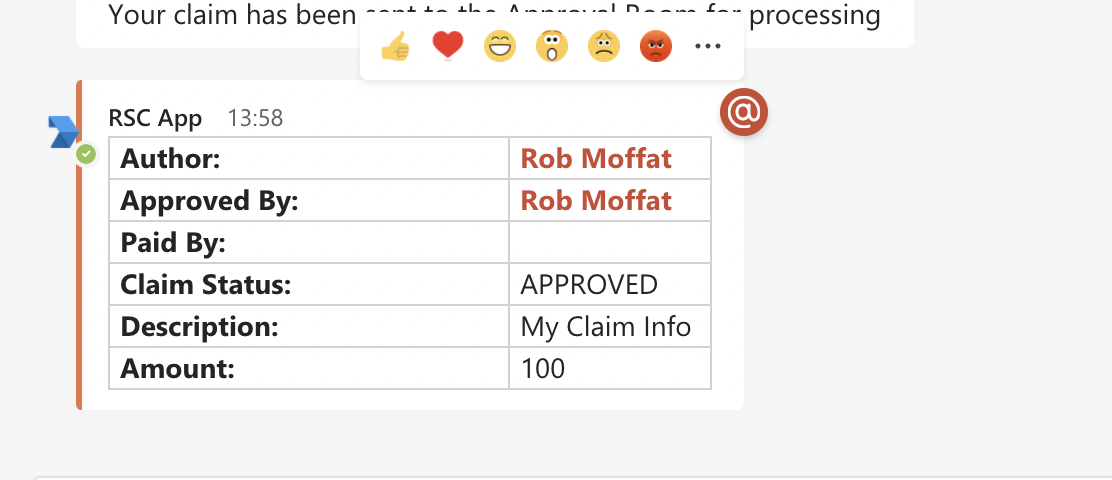 Your claim has been sent to the Approval Room for processing
RSC App 13:58
@
Author: Rob Moffat
Approved By: Rob Moffat
Paid By:
Claim Status: APPROVED
Description: My Claim Info
Amount: 100